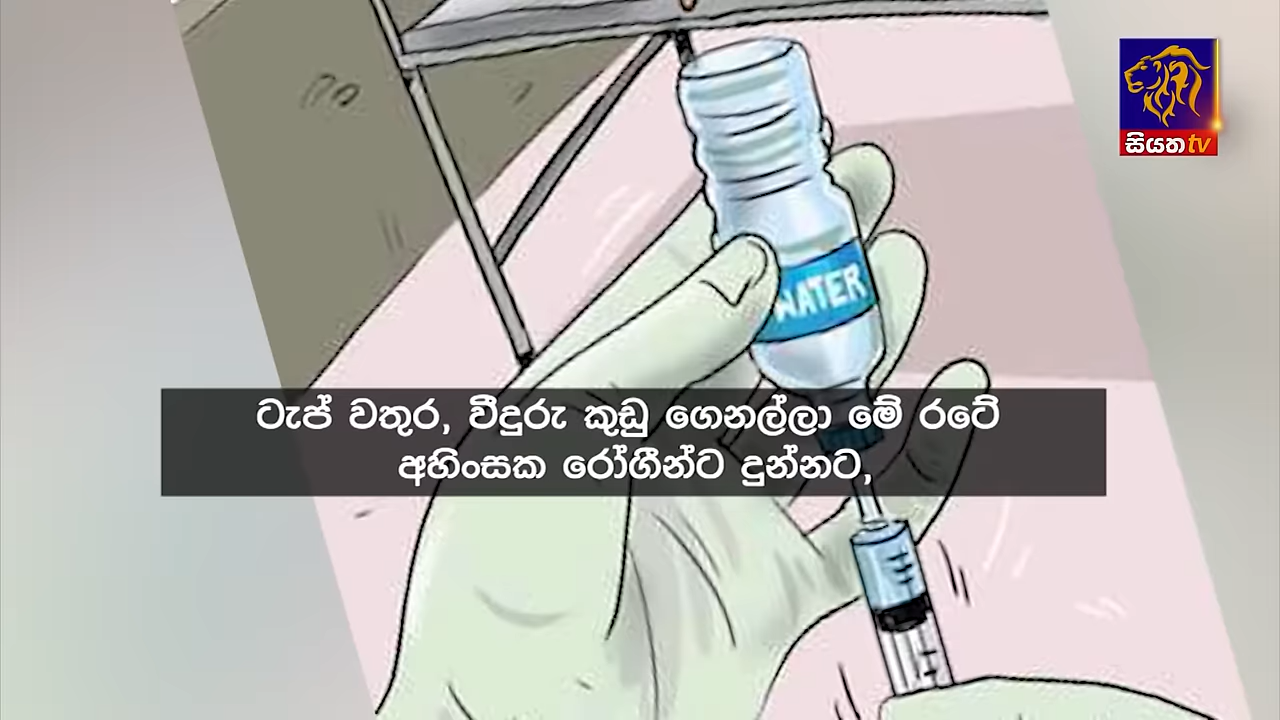 සියත tv
WATER
ටැප් වතුර, වීදුරු කුඩු ගෙනල්ලා මේ රටේ
අහිංසක රෝගීන්ට දුන්නට,